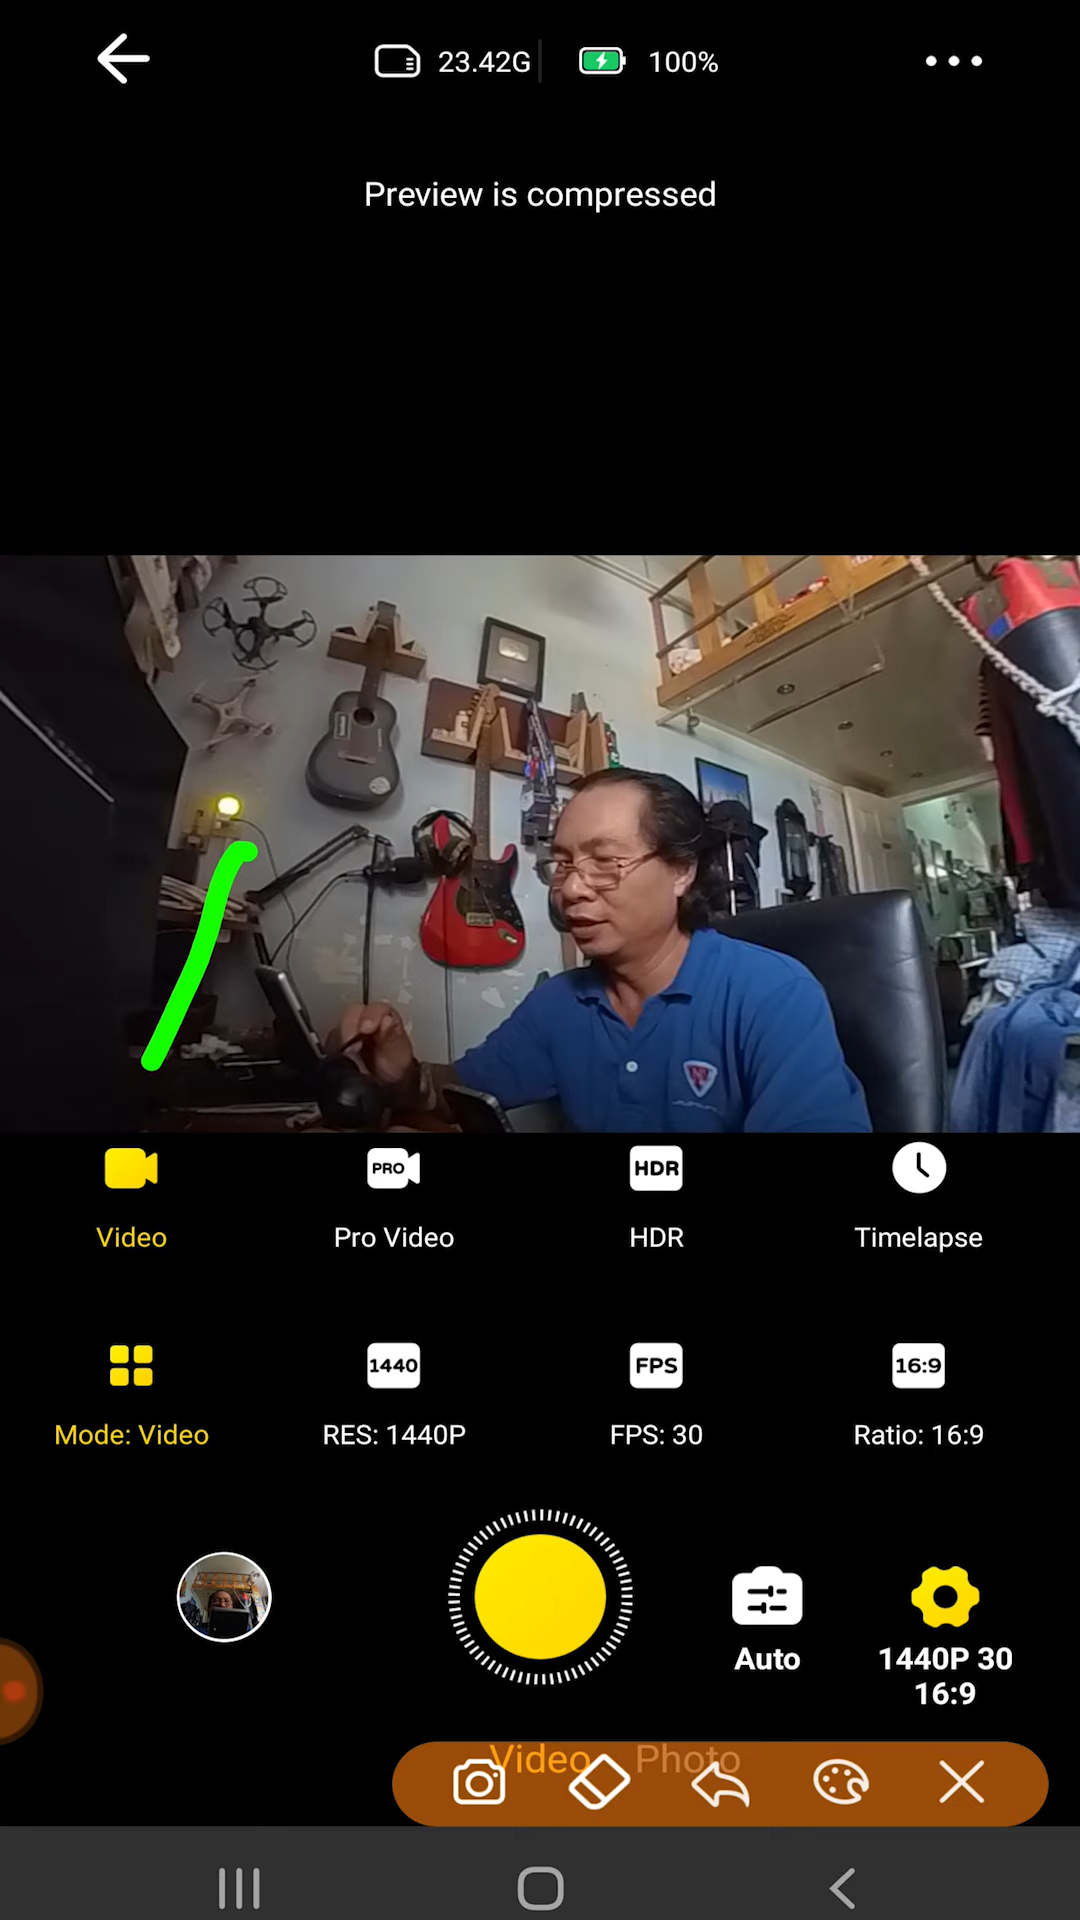 23.42G 100%
Preview is compressed
PRO HDR
Video Pro Video HDR Timelapse
1440 FPS 16:9
Mode: Video RES: 1440P FPS: 30 Ratio: 16:9
Auto 1440P 30
16:9
Video Photo